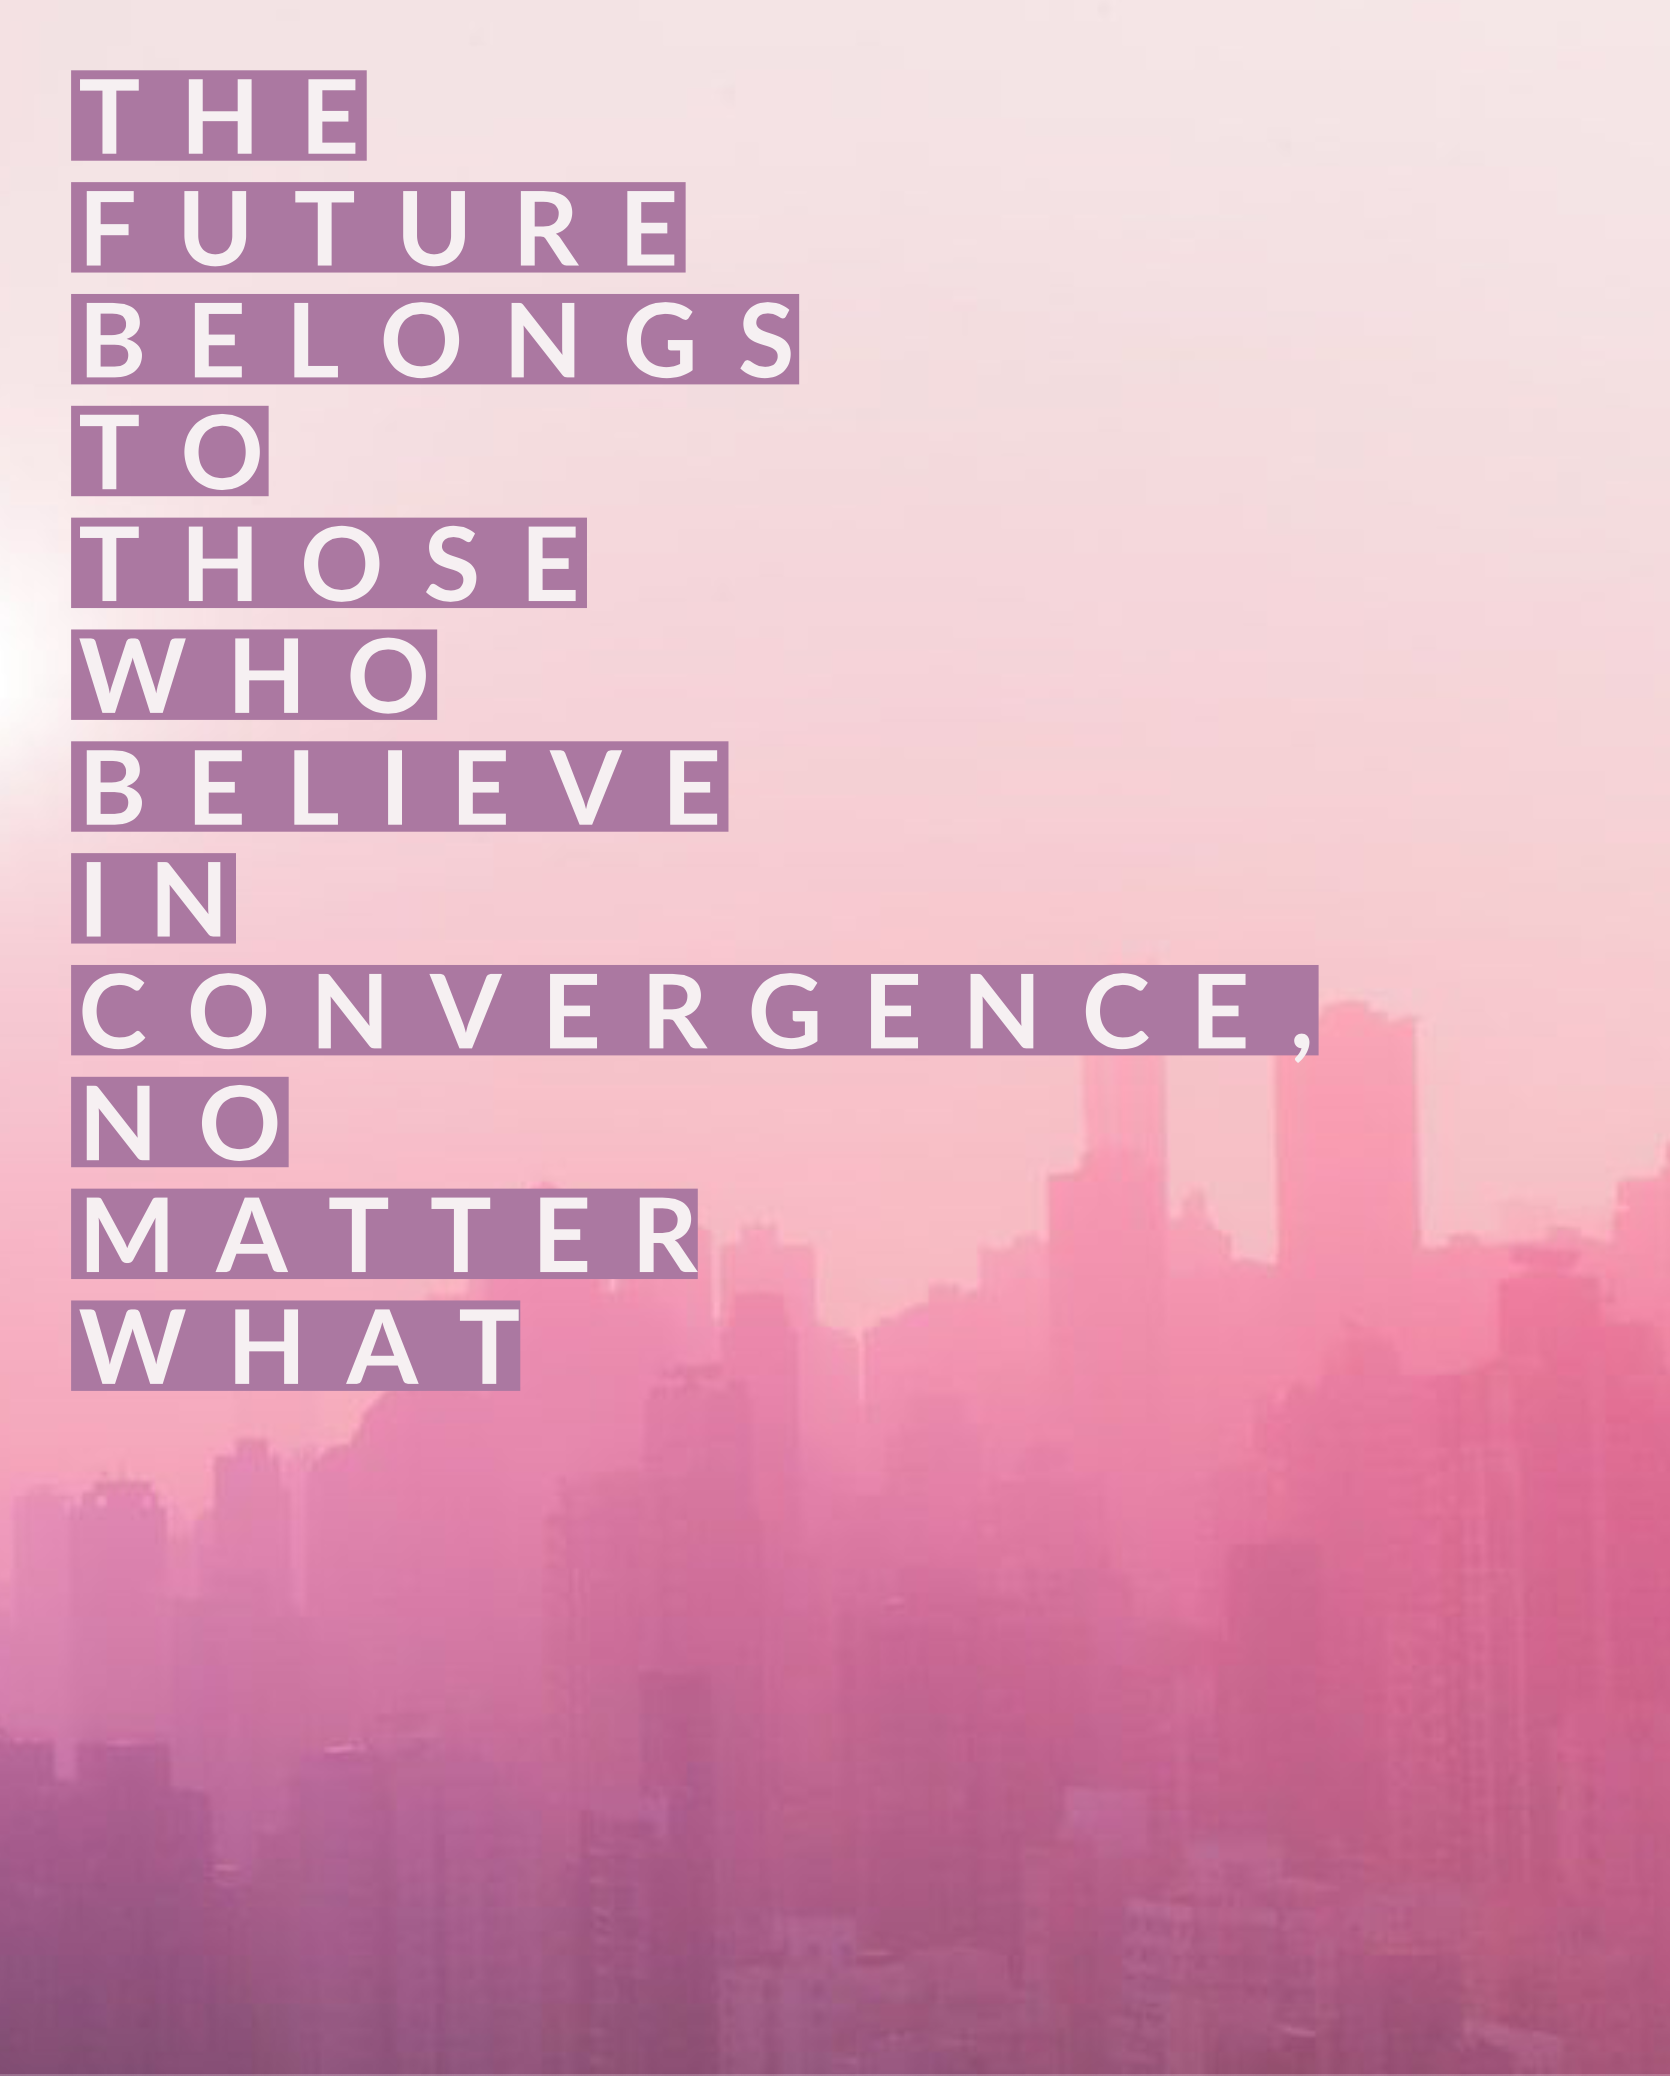 THE
FUTURE
BELONGS
TO
THOSE
WHO
BELIEVE
IN
CONVERGENCE,
NO
MATTER
WHAT